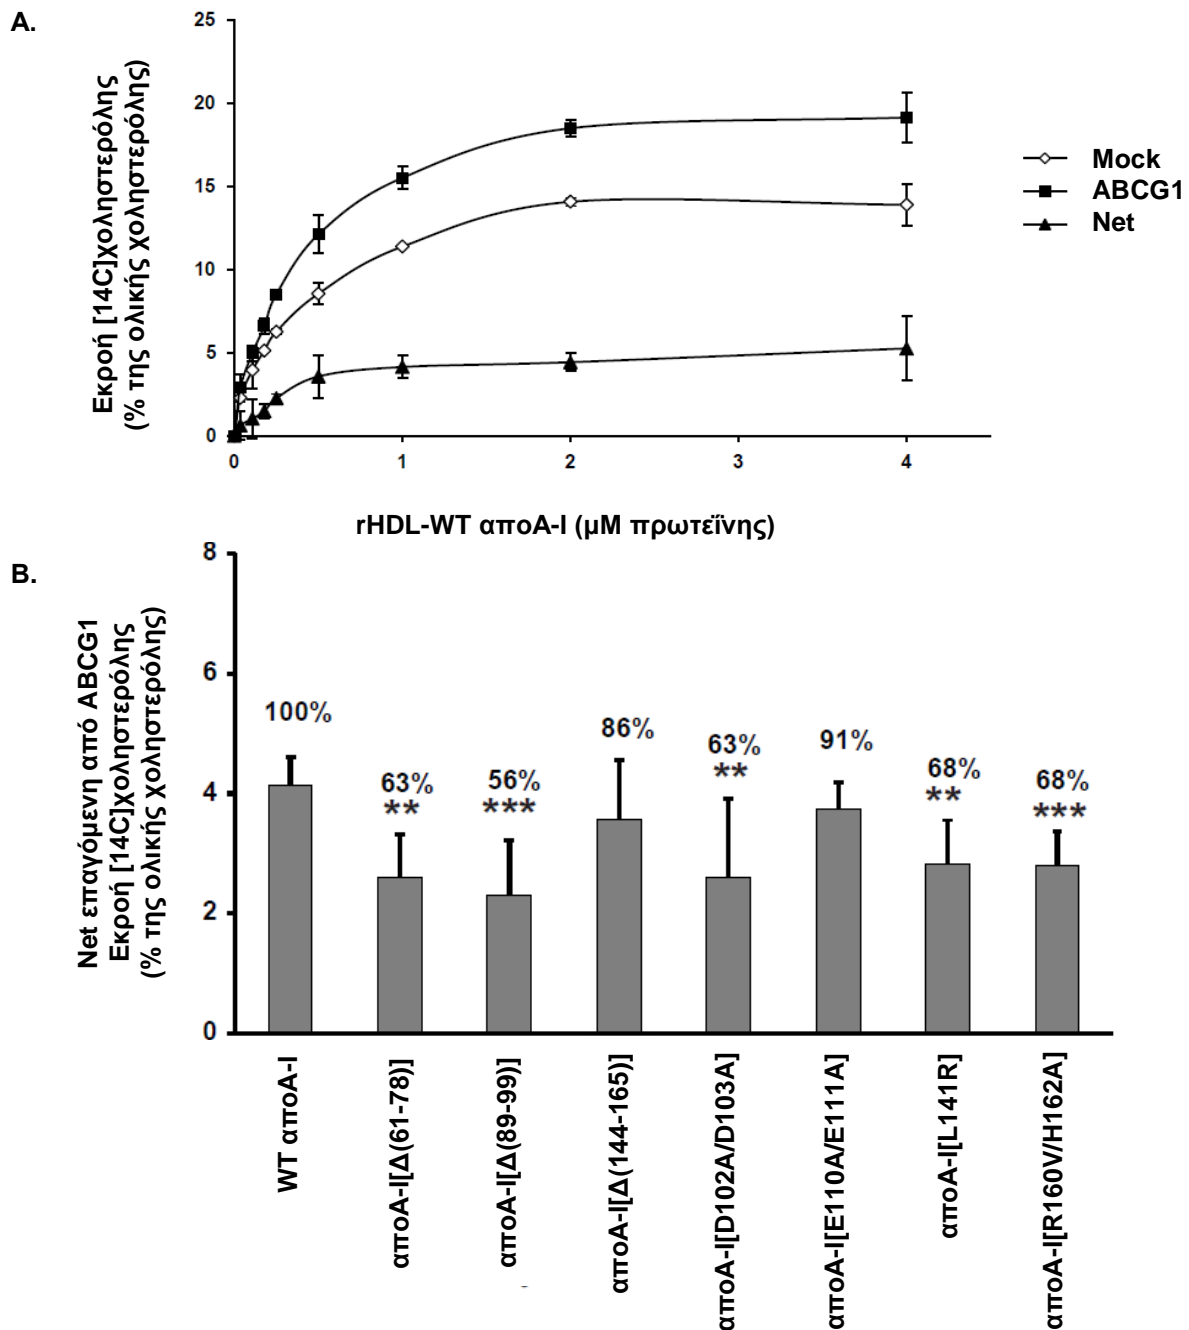 A.
Εκροή [14C]χοληστερόλης
(% της ολικής χοληστερόλης)
25
20
15
10
5
0
0
1
2
3
4
Mock
ABCG1
Net
rHDL-WT αποA-I (μM πρωτεΐνης)
B.
Net επαγόμενη από ABCG1
Εκροή [14C]χοληστερόλης
(% της ολικής χοληστερόλης)
8
6
4
2
0
100%
63%
**
56%
***
86%
63%
**
91%
68%
**
68%
***
WT αποA-I
αποA-I[Δ(61-78)]
αποA-I[Δ(89-99)]
αποA-I[Δ(144-165)]
αποA-I[D102A/D103A]
αποA-I[E110A/E111A]
αποA-I[L141R]
αποA-I[R160V/H162A]